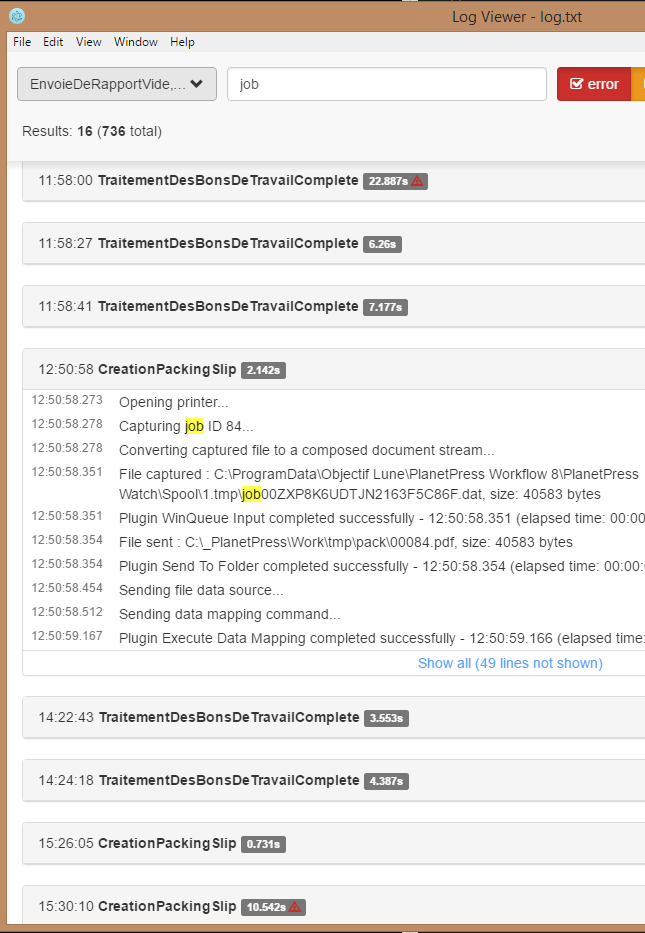 Log Viewer - log.txt
File Edit View Window Help
EnvoieDeRapportVide,... job error
Results: 16 (736 total)
11:58:00 TraitementDesBonsDeTravailComplete 22.887s
11:58:27 TraitementDesBonsDeTravailComplete 6.26s
11:58:41 TraitementDesBonsDeTravailComplete 7.177s
12:50:58 CreationPackingSlip 2.142s
12:50:58.273 Opening printer...
12:50:58.278 Capturing job ID 84...
12:50:58.278 Converting captured file to a composed document stream...
12:50:58.351 File captured : C:\ProgramData\Objectif Lune\PlanetPress Workflow 8\PlanetPress
Watch\Spool\1.tmp\job00ZXP8K6UDTJN2163F5C86F.dat, size: 40583 bytes
12:50:58.351 Plugin WinQueue Input completed successfully - 12:50:58.351 (elapsed time: 00:00
12:50:58.354 File sent : C:\_PlanetPress\Work\tmp\pack\00084.pdf, size: 40583 bytes
12:50:58.354 Plugin Send To Folder completed successfully - 12:50:58.354 (elapsed time: 00:00:
12:50:58.454 Sending file data source...
12:50:58.512 Sending data mapping command...
12:50:59.167 Plugin Execute Data Mapping completed successfully - 12:50:59.166 (elapsed time:
Show all (49 lines not shown)
14:22:43 TraitementDesBonsDeTravailComplete 3.553s
14:24:18 TraitementDesBonsDeTravailComplete 4.387s
15:26:05 CreationPackingSlip 0.731s
15:30:10 CreationPackingSlip 10.542s